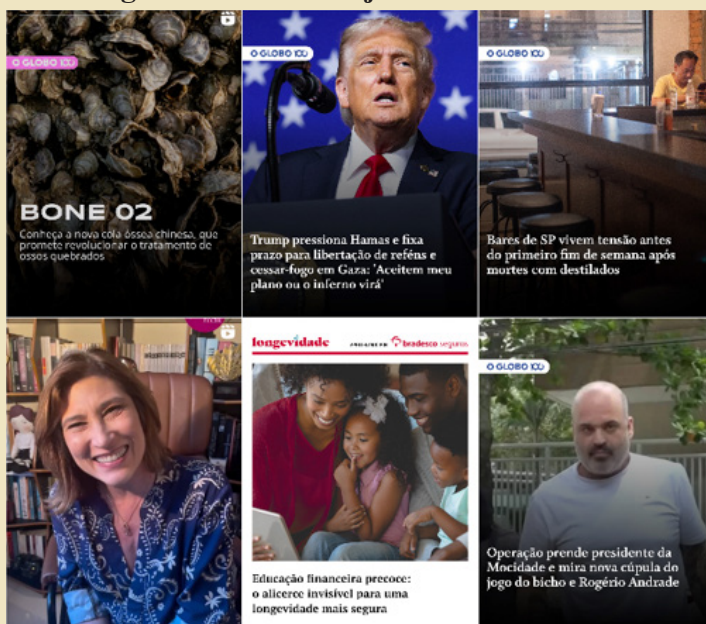 O GLOBO 100
BONE 02
Conheça a nova cola óssea chinesa, que
promete revolucionar o tratamento de
ossos quebrados
O GLOBO 100
Trump pressiona Hamas e fixa
prazo para libertação de reféns e
cessar-fogo em Gaza: 'Aceitem meu
plano ou o inferno virá'
O GLOBO 100
Bares de SP vivem tensão antes
do primeiro fim de semana após
mortes com destilados
longevidade
bradesco seguros
Educação financeira precoce:
o alicerce invisível para uma
longevidade mais segura
O GLOBO 100
Operação prende presidente da
Mocidade e mira nova cúpula do
jogo do bicho e Rogério Andrade